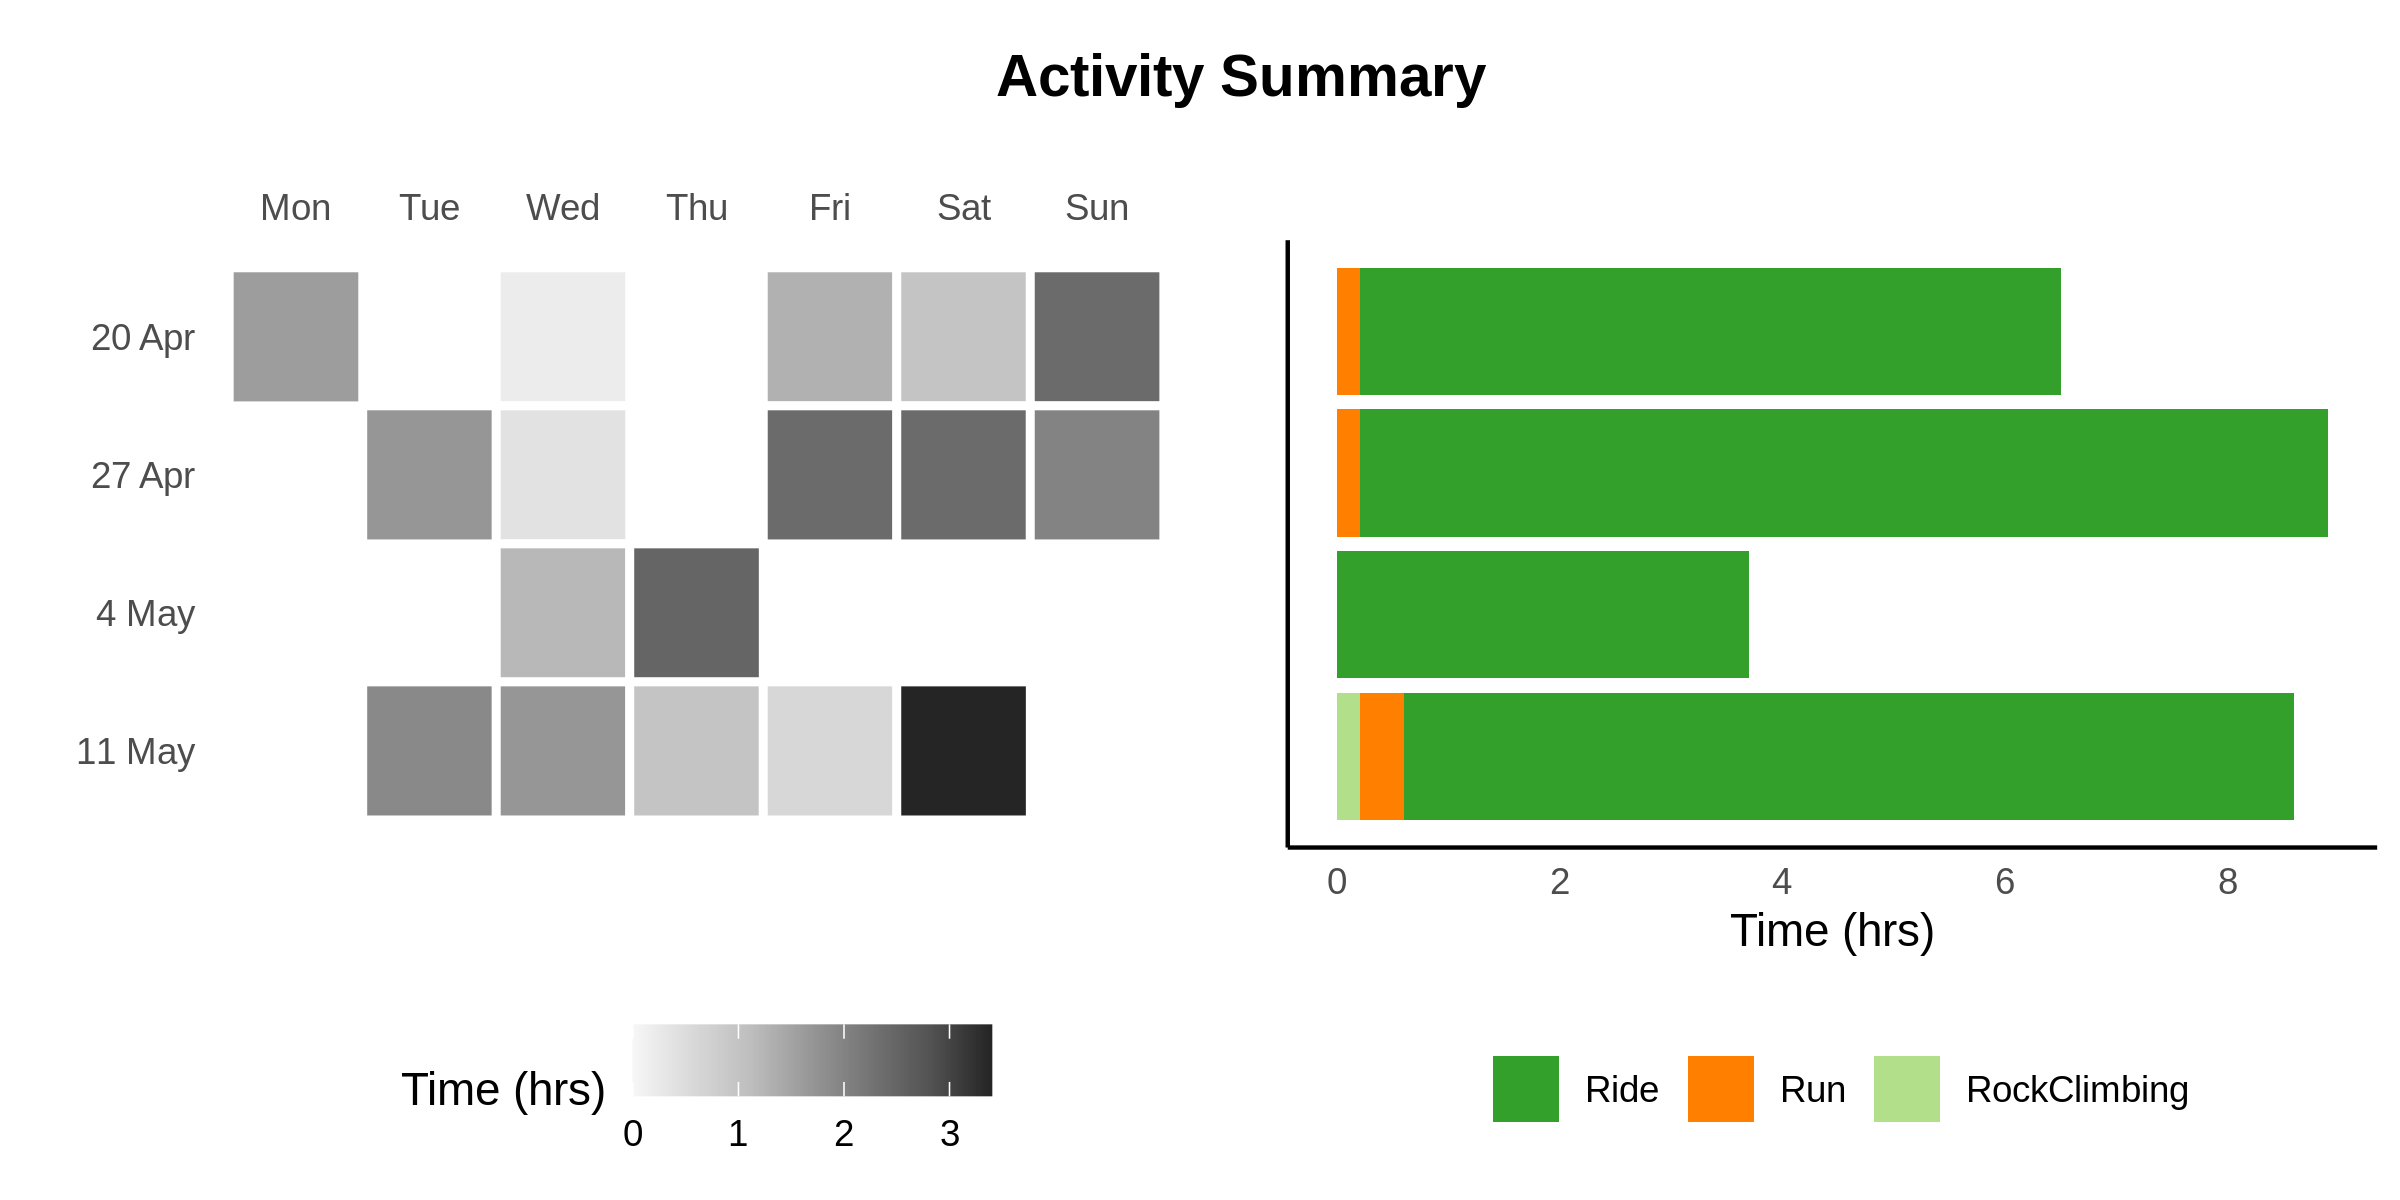 Activity Summary
Mon Tue Wed Thu Fri Sat Sun
20 Apr
27 Apr
4 May
11 May
0 2 4 6 8
Time (hrs)
Time (hrs)
0 1 2 3
Ride Run RockClimbing